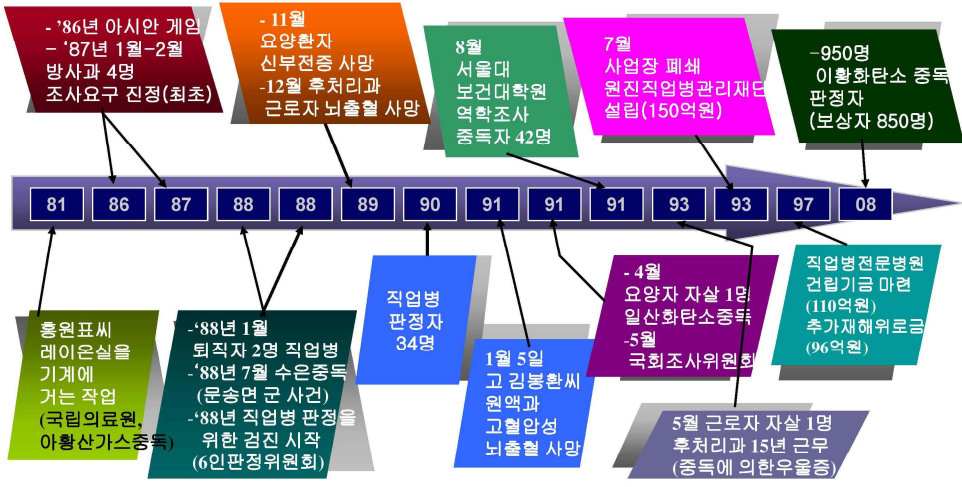 - ’86년 아시안 게임
– ‘87년 1월-2월
방사과 4명
조사요구 진정(최초)
- 11월
요양환자
신부전증 사망
-12월 후처리과
근로자 뇌출혈 사망
8월
서울대
보건대학원
역학조사
중독자 42명
7월
사업장 폐쇄
원진직업병관리재단
설립(150억원)
-950명
이황화탄소 중독
판정자
(보상자 850명)
81 86 87 88 88 89 90 91 91 91 93 93 97 08
홍원표씨
레이온실을
기계에
거는 작업
(국립의료원,
아황산가스중독)
-‘88년 1월
퇴직자 2명 직업병
-‘88년 7월 수은중독
(문송면 군 사건)
-‘88년 직업병 판정을
위한 검진 시작
(6인판정위원회)
직업병
판정자
34명
1월 5일
고 김봉환씨
원액과
고혈압성
뇌출혈 사망
- 4월
요양자 자살 1명
일산화탄소중독
-5월
국회조사위원회
5월 근로자 자살 1명
후처리과 15년 근무
(중독에 의한우울증)
직업병전문병원
건립기금 마련
(110억원)
추가재해위로금
(96억원)